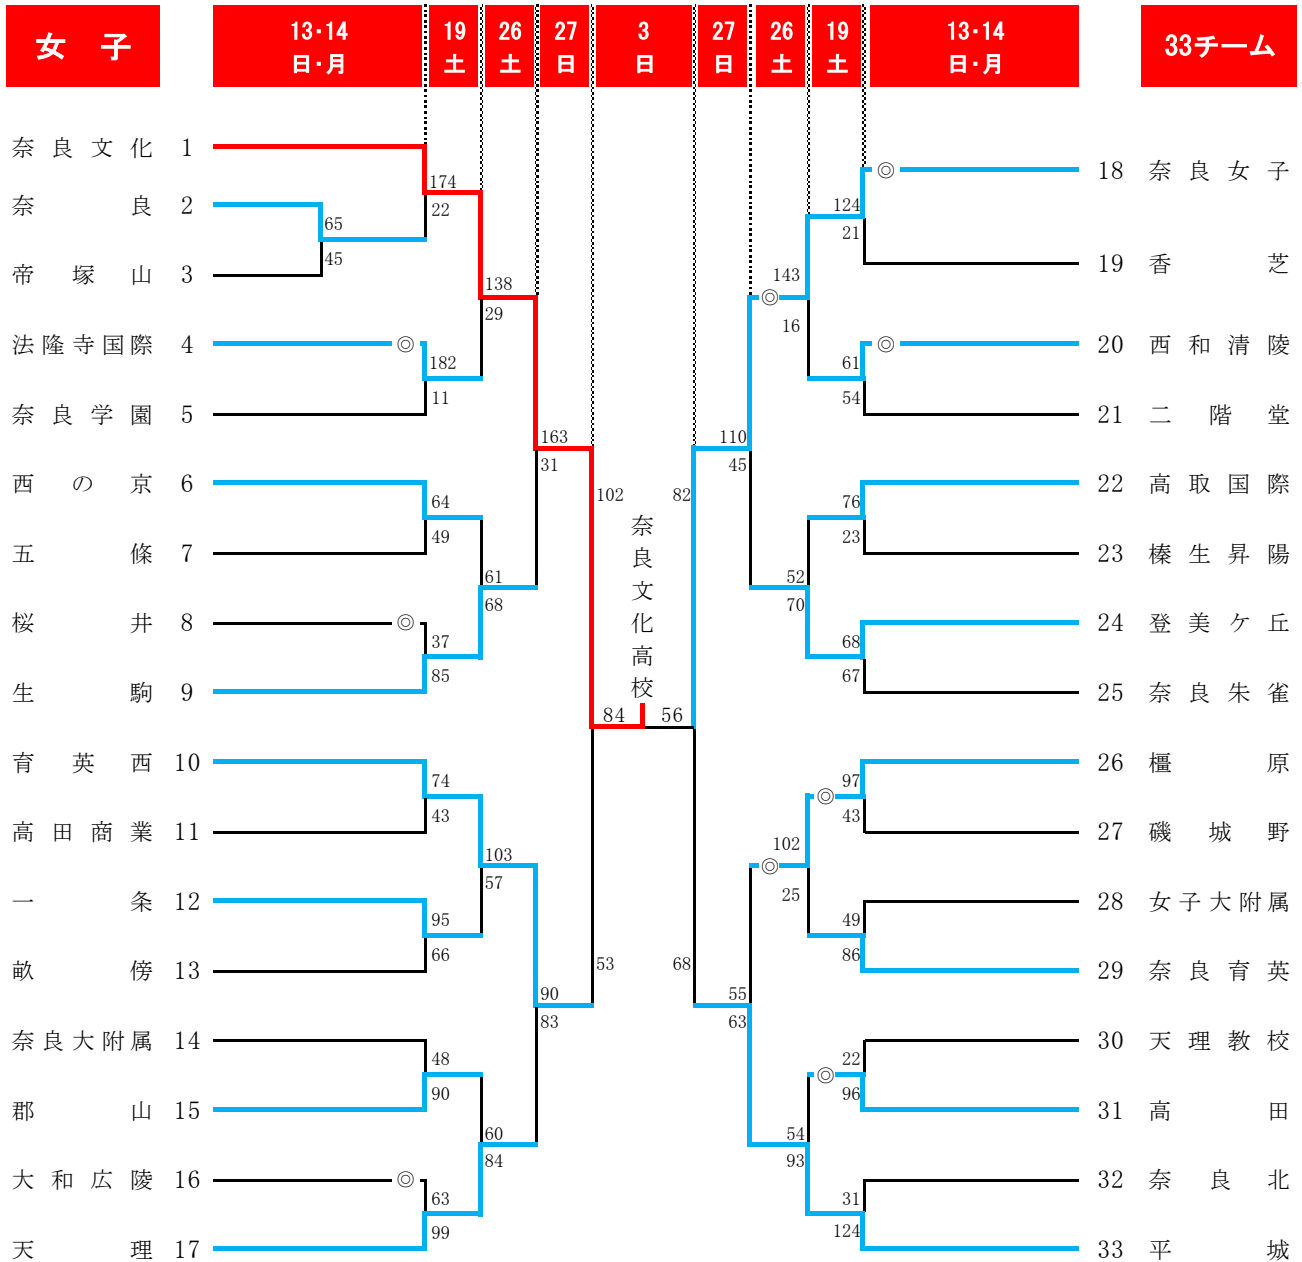 女子
13・14
日・月
19
土
26
土
27
日
3
日
27
日
26
土
19
土
13・14
日・月
33チーム
奈良文化 1
奈良 2
帝塚山 3
法隆寺国際 4 ◎
奈良学園 5
西の京 6
五條 7
桜井 8 ◎
生駒 9
育英西 10
高田商業 11
一条 12
畝傍 13
奈良大附属 14
郡山 15
大和広陵 16 ◎
天理 17
65
45
174
22
182
11
64
49
37
85
74
43
95
66
48
90
63
99
138
29
61
68
103
57
60
84
163
31
90
83
102
53
奈良文化高校
84 56
82
68
110
45
55
63
◎
143
16
52
70
◎
102
25
54
93
124
21
61
54
76
23
68
67
◎
97
43
49
86
◎
22
96
31
124
◎ 18 奈良女子
19 香芝
◎ 20 西和清陵
21 二階堂
22 高取国際
23 榛生昇陽
24 登美ケ丘
25 奈良朱雀
26 橿原
27 磯城野
28 女子大附属
29 奈良育英
30 天理教校
31 高田
32 奈良北
33 平城